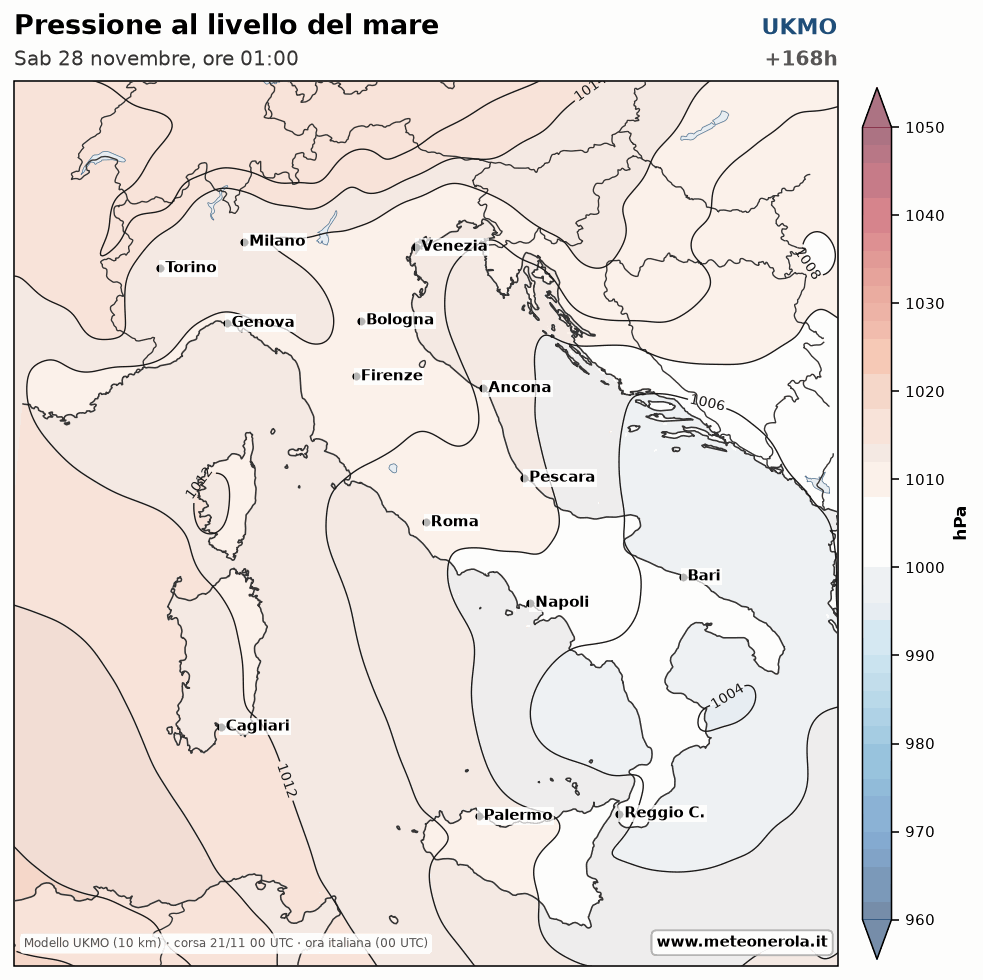 Pressione al livello del mare
UKMO
Sab 28 novembre, ore 01:00
+168h
1008
Milano
Venezia
Torino
Genova
Bologna
Firenze
Ancona
1006
Pescara
Roma
Bari
Napoli
1004
Cagliari
1012
Palermo
Reggio C.
Modello UKMO (10 km) · corsa 21/11 00 UTC · ora italiana (00 UTC)
www.meteonerola.it
1050
1040
1030
1020
1010
1000
990
980
970
960
hPa